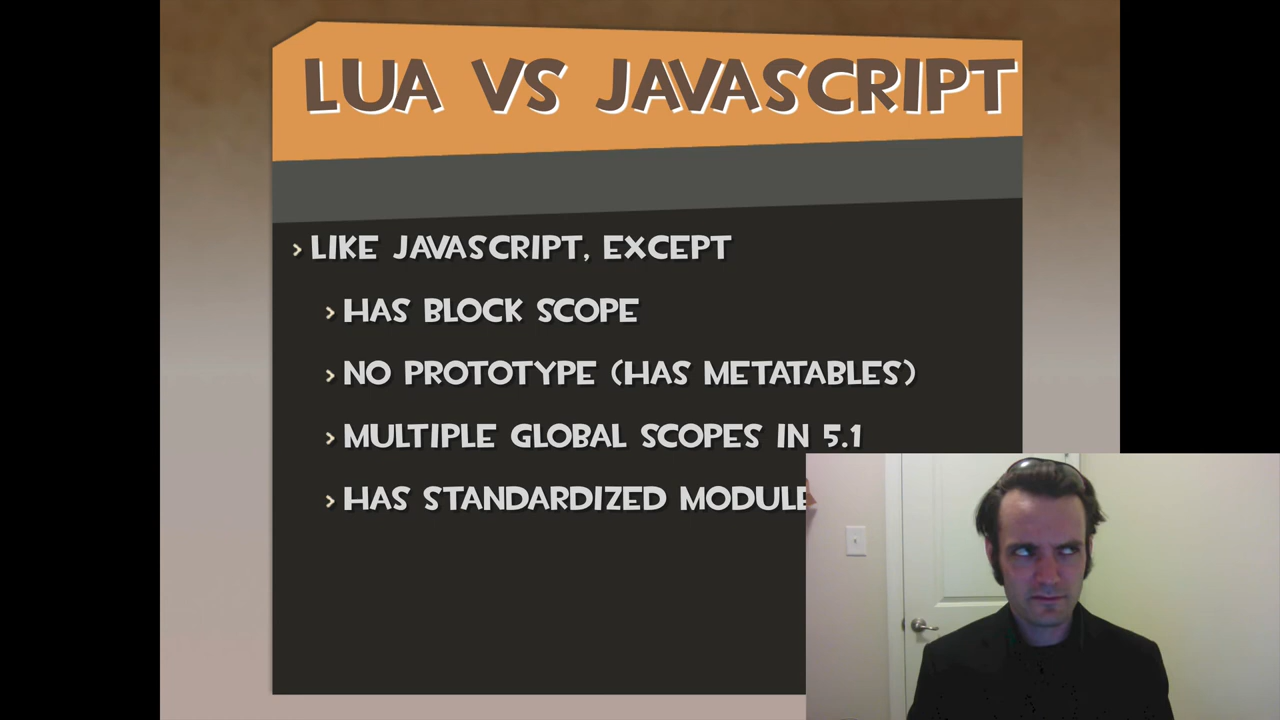 LUA VS JAVASCRIPT
› LIKE JAVASCRIPT, EXCEPT
› HAS BLOCK SCOPE
› NO PROTOTYPE (HAS METATABLES)
› MULTIPLE GLOBAL SCOPES IN 5.1
› HAS STANDARDIZED MODULE